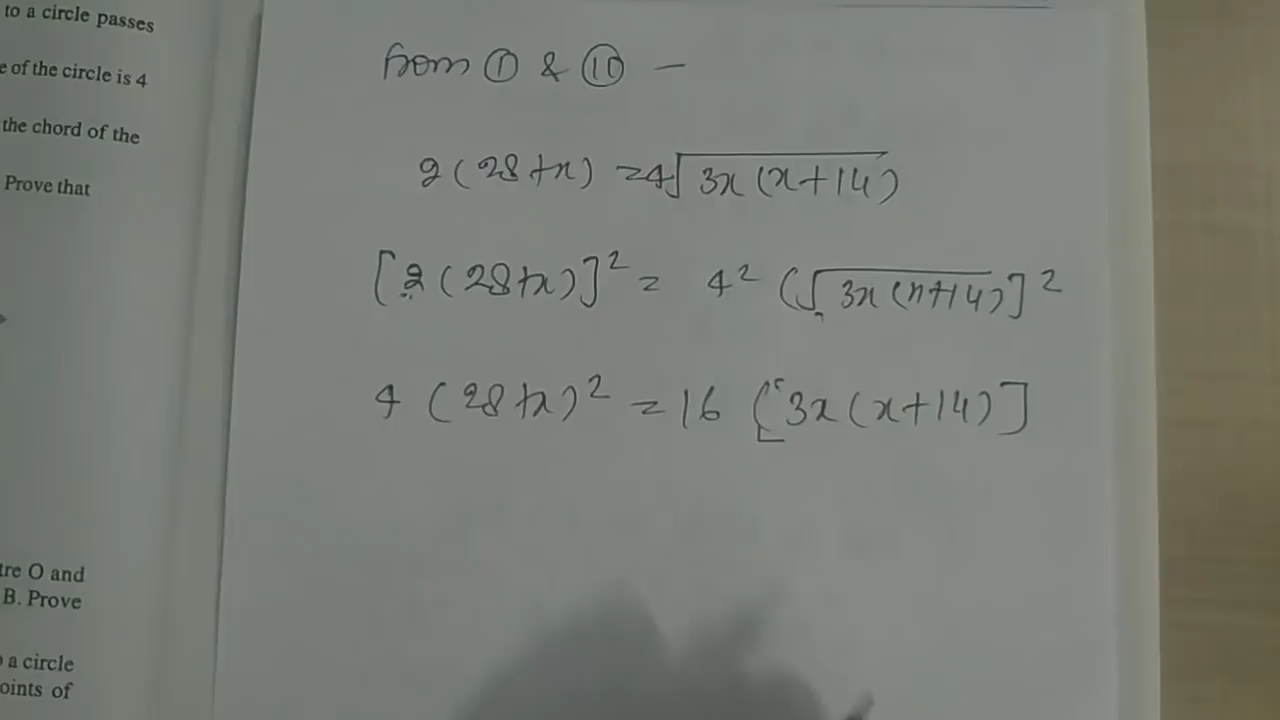 to a circle passes
e of the circle is 4
the chord of the
Prove that
tre O and
B. Prove
a circle
oints of
from ① & ⑪ —
2(28+x) = 4√3x(x+14)
[2(28+x)]² = 4² (√3x(x+14)]²
4(28+x)² = 16 [3x(x+14)]